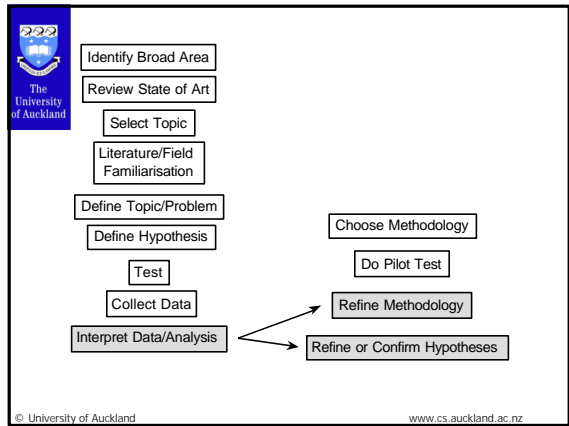 The
University
of Auckland
Identify Broad Area
Review State of Art
Select Topic
Literature/Field
Familiarisation
Define Topic/Problem
Define Hypothesis
Test
Collect Data
Interpret Data/Analysis
Choose Methodology
Do Pilot Test
Refine Methodology
Refine or Confirm Hypotheses
© University of Auckland
www.cs.auckland.ac.nz